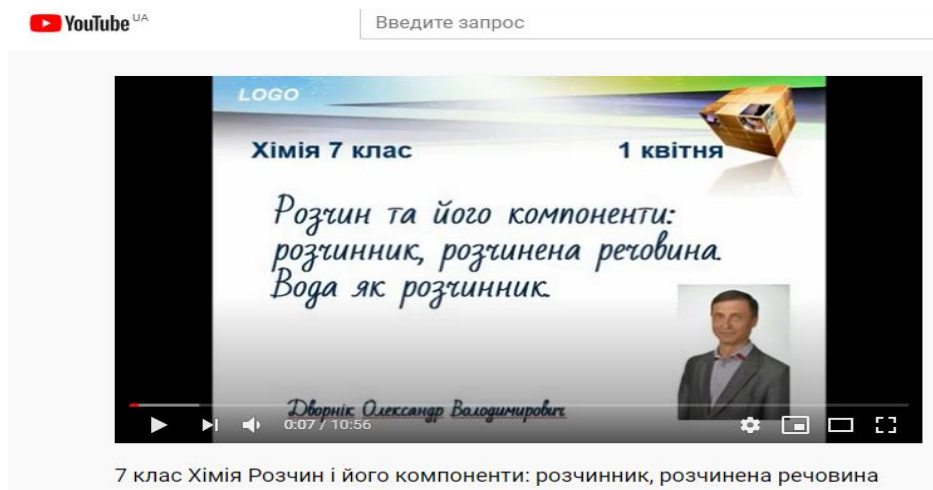 YouTube UA
Введите запрос
LOGO
Хімія 7 клас 1 квітня
Розчин та його компоненти:
розчинник, розчинена речовина.
Вода як розчинник.
Дворнік Олександр Володимирович
0:07 / 10:56
7 клас Хімія Розчин і його компоненти: розчинник, розчинена речовина